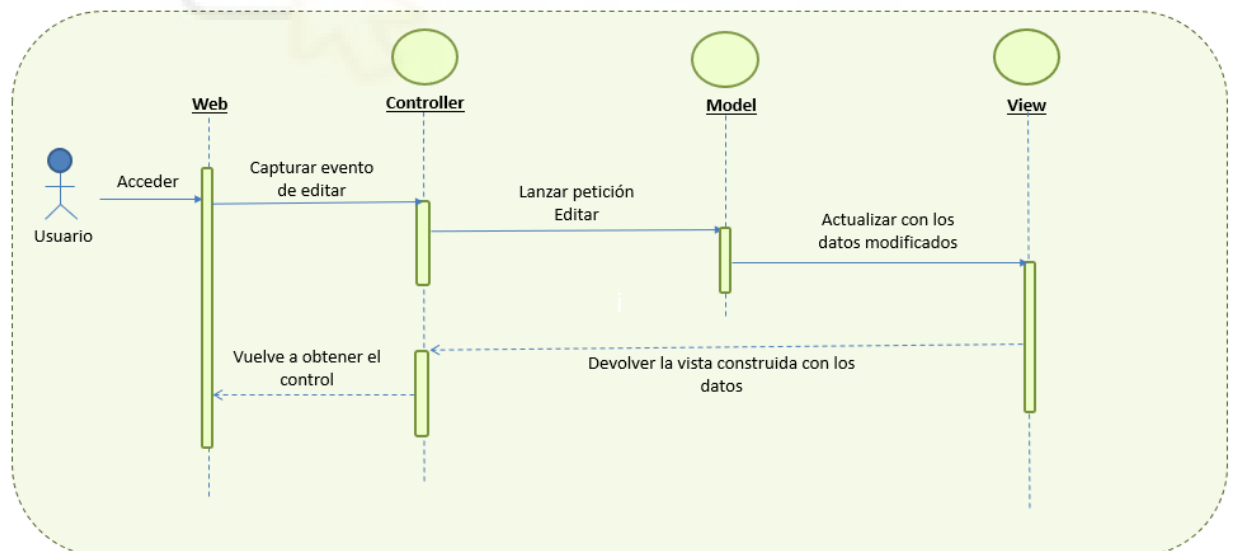 Web
Controller
Model
View
Acceder
Capturar evento
de editar
Lanzar petición
Editar
Actualizar con los
datos modificados
Usuario
i
Vuelve a obtener el
control
Devolver la vista construida con los
datos